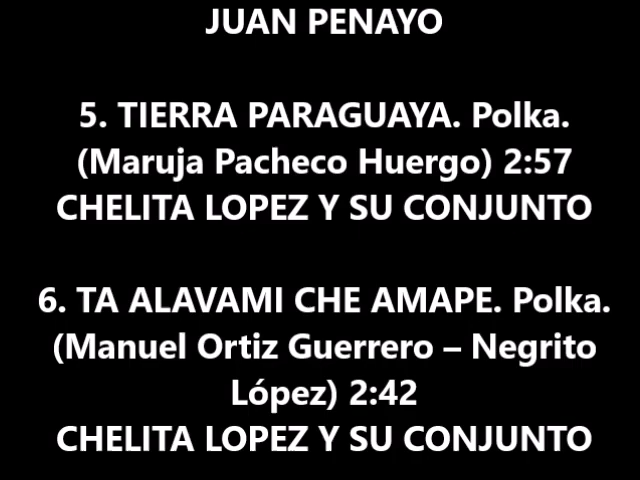 JUAN PENAYO
5. TIERRA PARAGUAYA. Polka.
(Maruja Pacheco Huergo) 2:57
CHELITA LOPEZ Y SU CONJUNTO
6. TA ALAVAMI CHE AMAPE. Polka.
(Manuel Ortiz Guerrero – Negrito
López) 2:42
CHELITA LOPEZ Y SU CONJUNTO